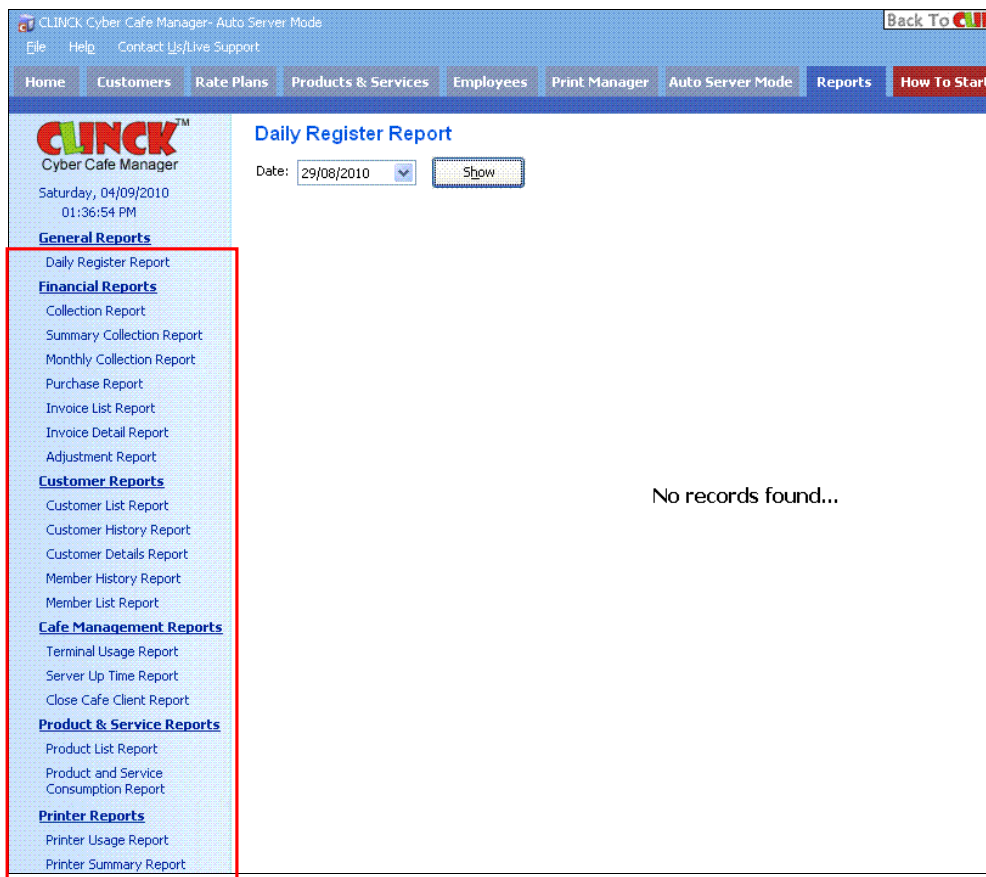 CLINCK Cyber Cafe Manager- Auto Server Mode
Back To CLI
File Help Contact Us/Live Support
Home Customers Rate Plans Products & Services Employees Print Manager Auto Server Mode Reports How To Start
CLINCK™
Cyber Cafe Manager
Saturday, 04/09/2010
01:36:54 PM
Daily Register Report
Date: 29/08/2010 Show
General Reports
Daily Register Report
Financial Reports
Collection Report
Summary Collection Report
Monthly Collection Report
Purchase Report
Invoice List Report
Invoice Detail Report
Adjustment Report
Customer Reports
Customer List Report
Customer History Report
Customer Details Report
Member History Report
Member List Report
Cafe Management Reports
Terminal Usage Report
Server Up Time Report
Close Cafe Client Report
Product & Service Reports
Product List Report
Product and Service
Consumption Report
Printer Reports
Printer Usage Report
Printer Summary Report
No records found...